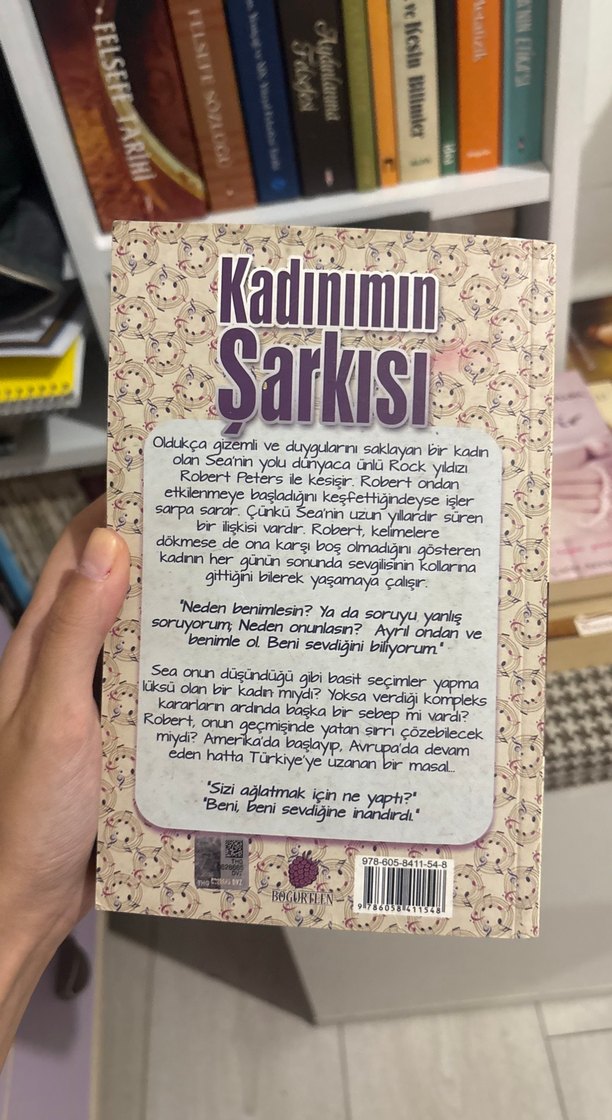 FELSEFE TARİHİ
FELSEFE SÖZLÜĞÜ
Aydınlanma
Felsefesi
ve Kesin Bilimler
Metafizik
Kadınımın
Şarkısı
Oldukça gizemli ve duygularını saklayan bir kadın
olan Sea'nin yolu dünyaca ünlü Rock yıldızı
Robert Peters ile kesişir. Robert ondan
etkilenmeye başladığını keşfettiğindeyse işler
sarpa sarar. Çünkü Sea'nin uzun yıllardır süren
bir ilişkisi vardır. Robert, kelimelere
dökmese de ona karşı boş olmadığını gösteren
kadının her günün sonunda sevgilisinin kollarına
gittiğini bilerek yaşamaya çalışır.
"Neden benimlesin? Ya da soruyu yanlış
soruyorum; Neden onunlasın? Ayrıl ondan ve
benimle ol. Beni sevdiğini biliyorum."
Sea onun düşündüğü gibi basit seçimler yapma
lüksü olan bir kadın mıydı? Yoksa verdiği kompleks
kararların ardında başka bir sebep mi vardı?
Robert, onun geçmişinde yatan sırrı çözebilecek
miydi? Amerika'da başlayıp, Avrupa'da devam
eden hatta Türkiye'ye uzanan bir masal...
"Sizi ağlatmak için ne yaptı?"
"Beni, beni sevdiğine inandırdı."
BÖĞÜRTLEN
978-605-8411-54-8
9 786058 411548